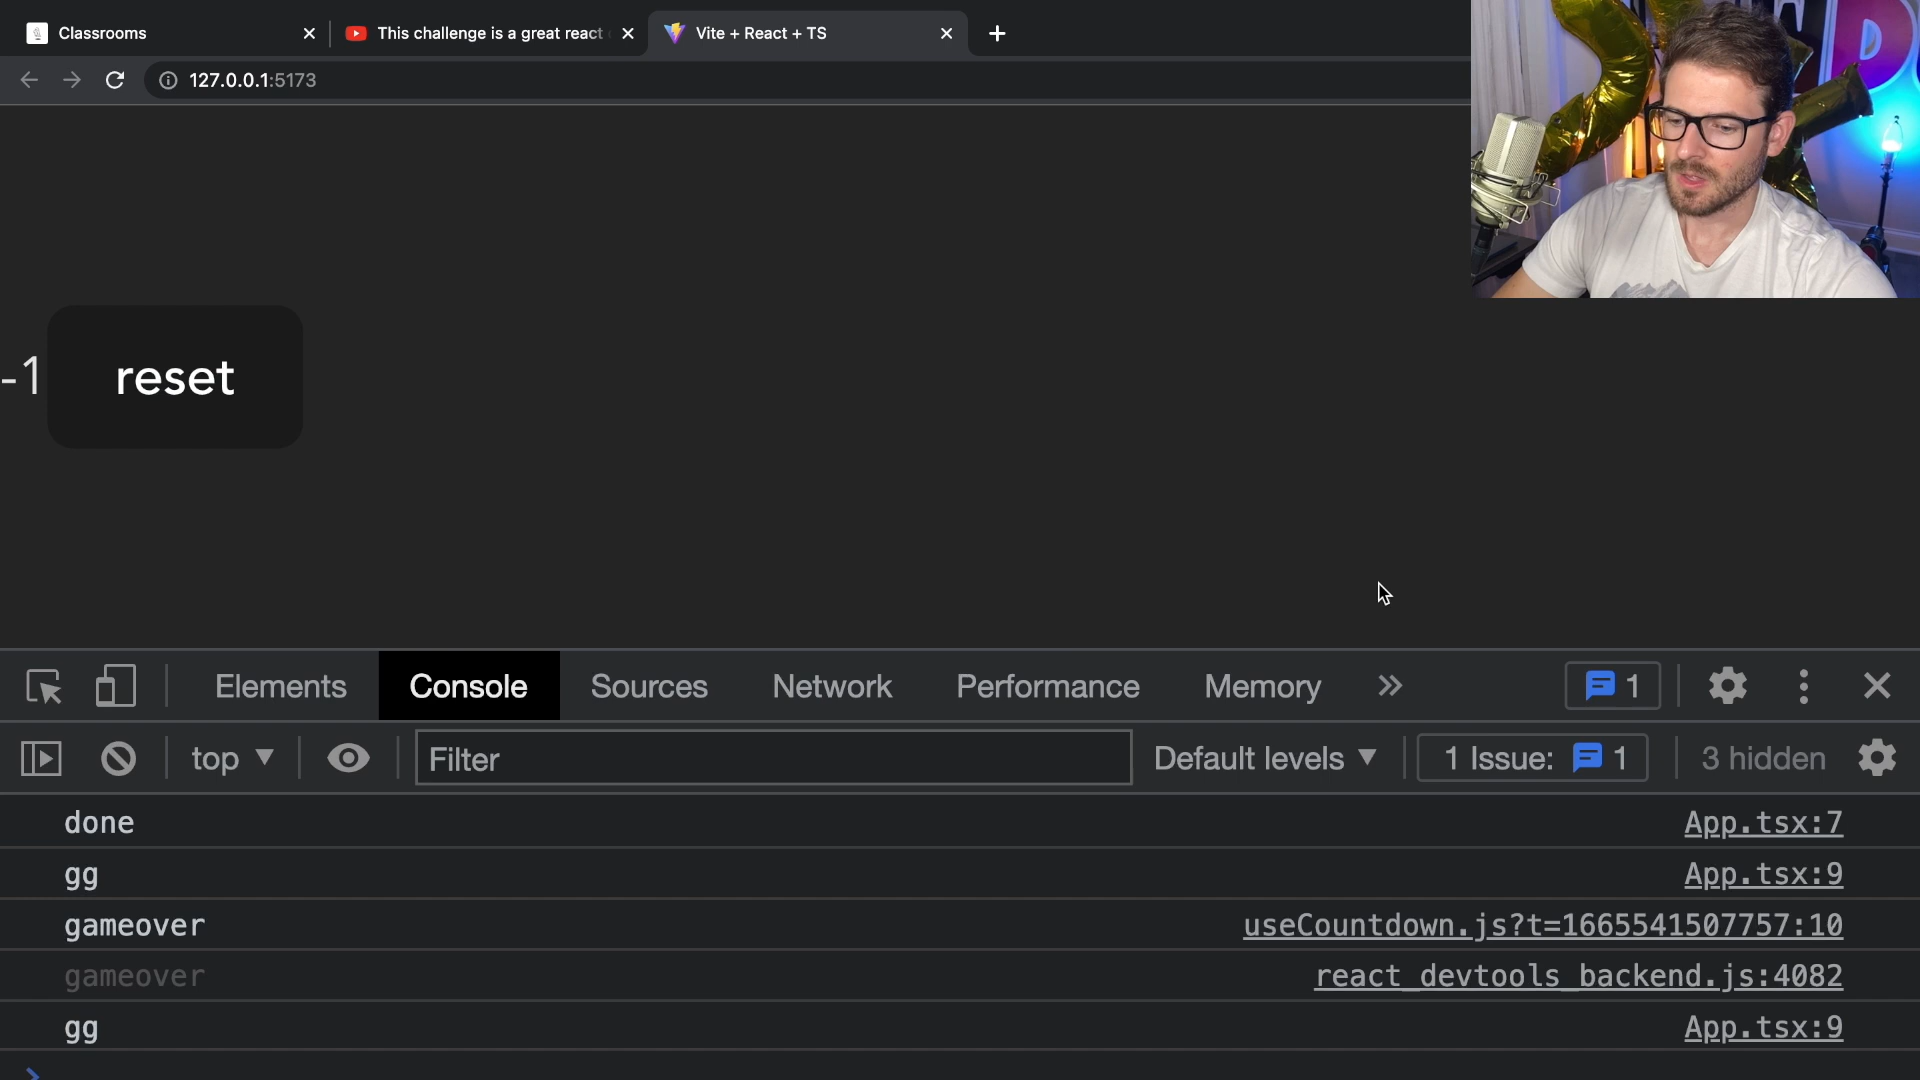 Classrooms
This challenge is a great react
Vite + React + TS
127.0.0.1:5173
-1 reset
Elements Console Sources Network Performance Memory 1
top Filter Default levels 1 Issue: 1 3 hidden
done App.tsx:7
gg App.tsx:9
gameover useCountdown.js?t=1665541507757:10
gameover react_devtools_backend.js:4082
gg App.tsx:9